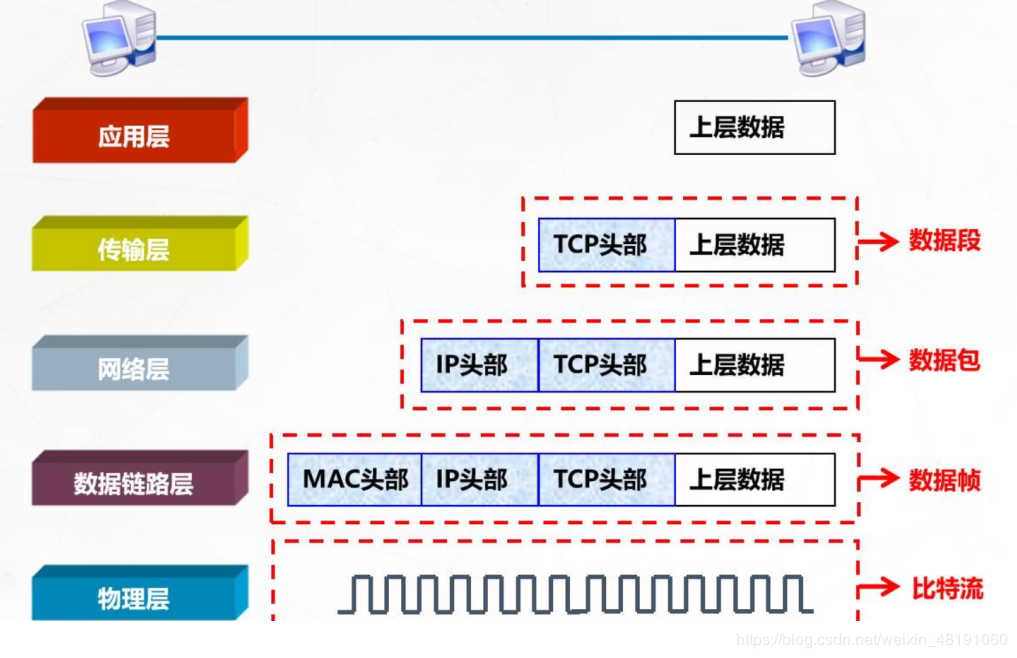 应用层
上层数据
传输层
TCP头部 上层数据
数据段
网络层
IP头部 TCP头部 上层数据
数据包
数据链路层
MAC头部 IP头部 TCP头部 上层数据
数据帧
物理层
比特流
https://blog.csdn.net/weixin_48191060